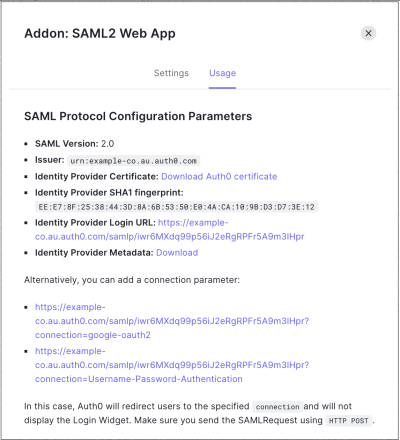 Addon: SAML2 Web App
Settings Usage
SAML Protocol Configuration Parameters
SAML Version: 2.0
Issuer: urn:example-co.au.auth0.com
Identity Provider Certificate: Download Auth0 certificate
Identity Provider SHA1 fingerprint:
EE:E7:8F:25:38:44:3D:8A:6B:53:50:E0:4A:CA:10:9B:D3:D7:3E:12
Identity Provider Login URL: https://example-
co.au.auth0.com/samlp/iwr6MXdq99p56iJ2eRgRPFr5A9m3lHpr
Identity Provider Metadata: Download
Alternatively, you can add a connection parameter:
https://example-
co.au.auth0.com/samlp/iwr6MXdq99p56iJ2eRgRPFr5A9m3lHpr?
connection=google-oauth2
https://example-
co.au.auth0.com/samlp/iwr6MXdq99p56iJ2eRgRPFr5A9m3lHpr?
connection=Username-Password-Authentication
In this case, Auth0 will redirect users to the specified connection and will not
display the Login Widget. Make sure you send the SAMLRequest using HTTP POST.